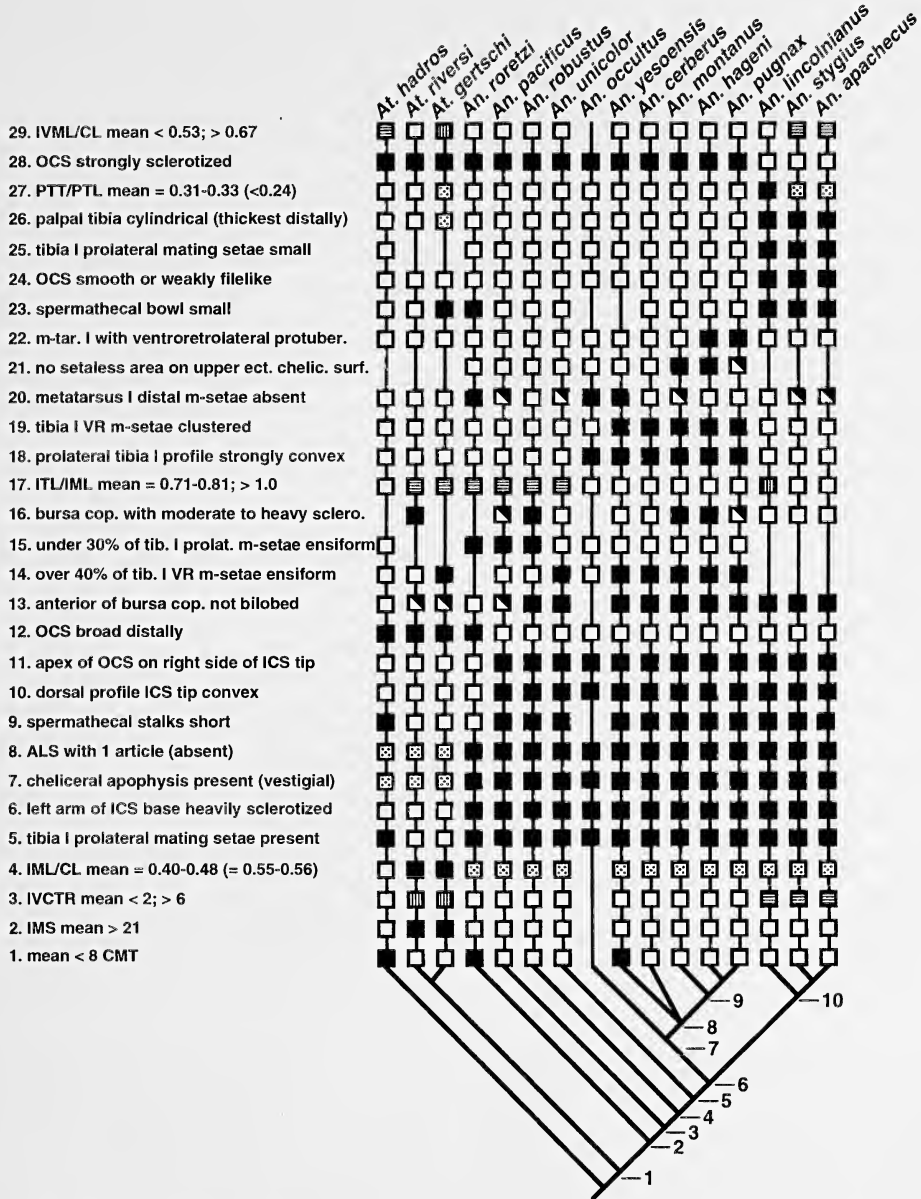 At. hadros
At. riversi
At. gertschi
An. roretzi
An. pacificus
An. robustus
An. unicolor
An. occultus
An. yesoensis
An. cerberus
An. montanus
An. hageni
An. pugnax
An. lincolnianus
An. stygius
An. apachecus
29. IVML/CL mean < 0.53; > 0.67
28. OCS strongly sclerotized
27. PTT/PTL mean = 0.31-0.33 (<0.24)
26. palpal tibia cylindrical (thickest distally)
25. tibia I prolateral mating setae small
24. OCS smooth or weakly filelike
23. spermathecal bowl small
22. m-tar. I with ventroretrolateral protuber.
21. no setaless area on upper ect. chelic. surf.
20. metatarsus I distal m-setae absent
19. tibia I VR m-setae clustered
18. prolateral tibia I profile strongly convex
17. ITL/IML mean = 0.71-0.81; > 1.0
16. bursa cop. with moderate to heavy sclero.
15. under 30% of tib. I prolat. m-setae ensiform
14. over 40% of tib. I VR m-setae ensiform
13. anterior of bursa cop. not bilobed
12. OCS broad distally
11. apex of OCS on right side of ICS tip
10. dorsal profile ICS tip convex
9. spermathecal stalks short
8. ALS with 1 article (absent)
7. cheliceral apophysis present (vestigial)
6. left arm of ICS base heavily sclerotized
5. tibia I prolateral mating setae present
4. IML/CL mean = 0.40-0.48 (= 0.55-0.56)
3. IVCTR mean < 2; > 6
2. IMS mean > 21
1. mean < 8 CMT
9
10
8
7
6
5
4
3
2
1